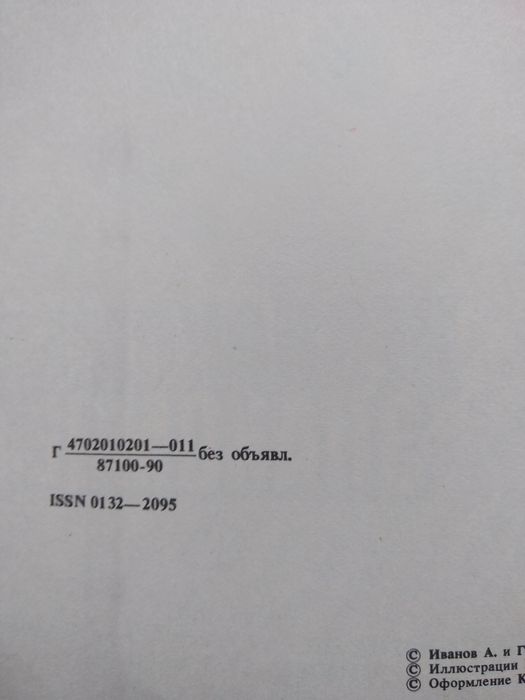 Г 4702010201—011 без объявл.
87100-90
ISSN 0132—2095
© Иванов А. и Г
© Иллюстрации
© Оформление К